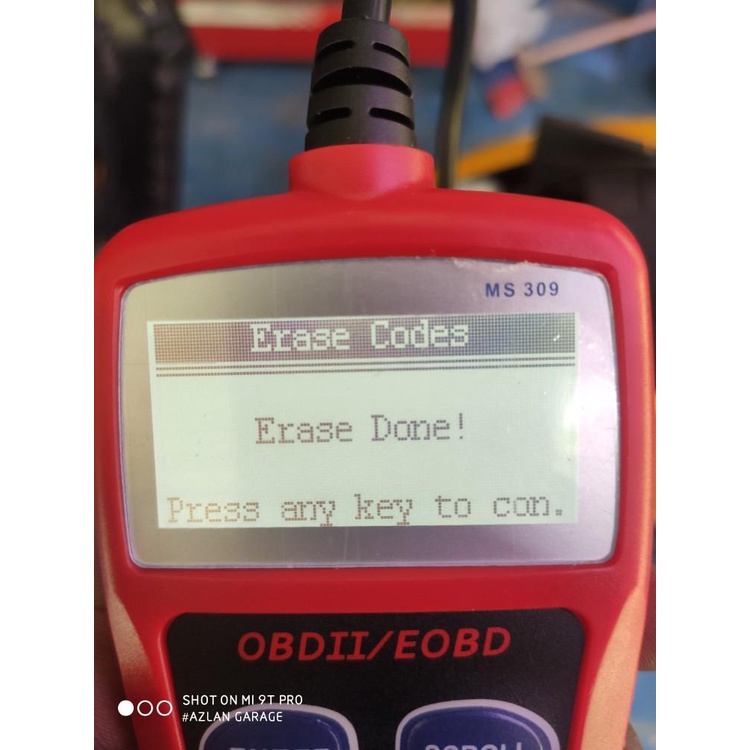 MS 309
Erase Codes
Erase Done!
Press any key to con.
OBDII/EOBD
SHOT ON MI 9T PRO
#AZLAN GARAGE
SCROLL